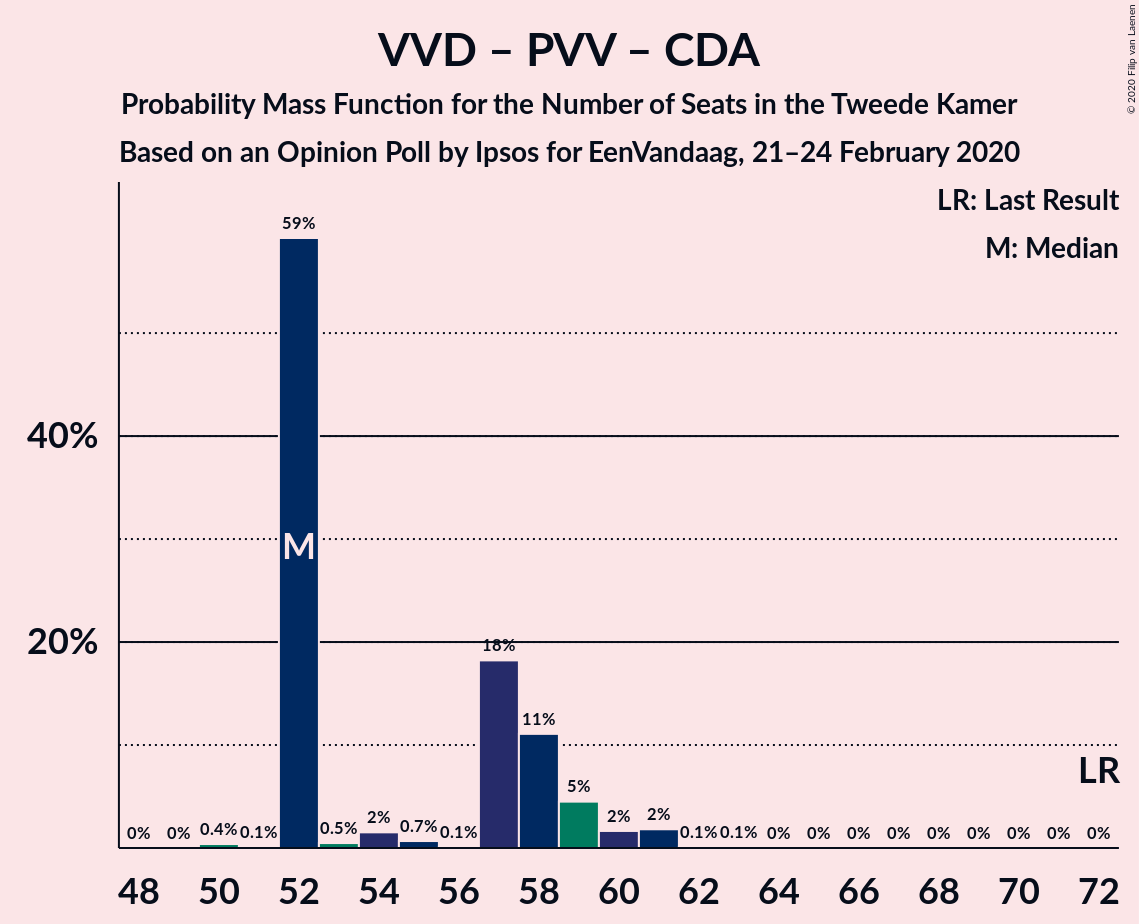 VVD – PVV – CDA
Probability Mass Function for the Number of Seats in the Tweede Kamer
Based on an Opinion Poll by Ipsos for EenVandaag, 21–24 February 2020
© 2020 Filip van Laenen
LR: Last Result
M: Median
59%
40%
M
20%
18%
11%
LR
0% 0% 0.4% 0.1% 0.5% 2% 0.7% 0.1% 5% 2% 2% 0.1% 0.1% 0% 0% 0% 0% 0% 0% 0% 0% 0%
48 50 52 54 56 58 60 62 64 66 68 70 72